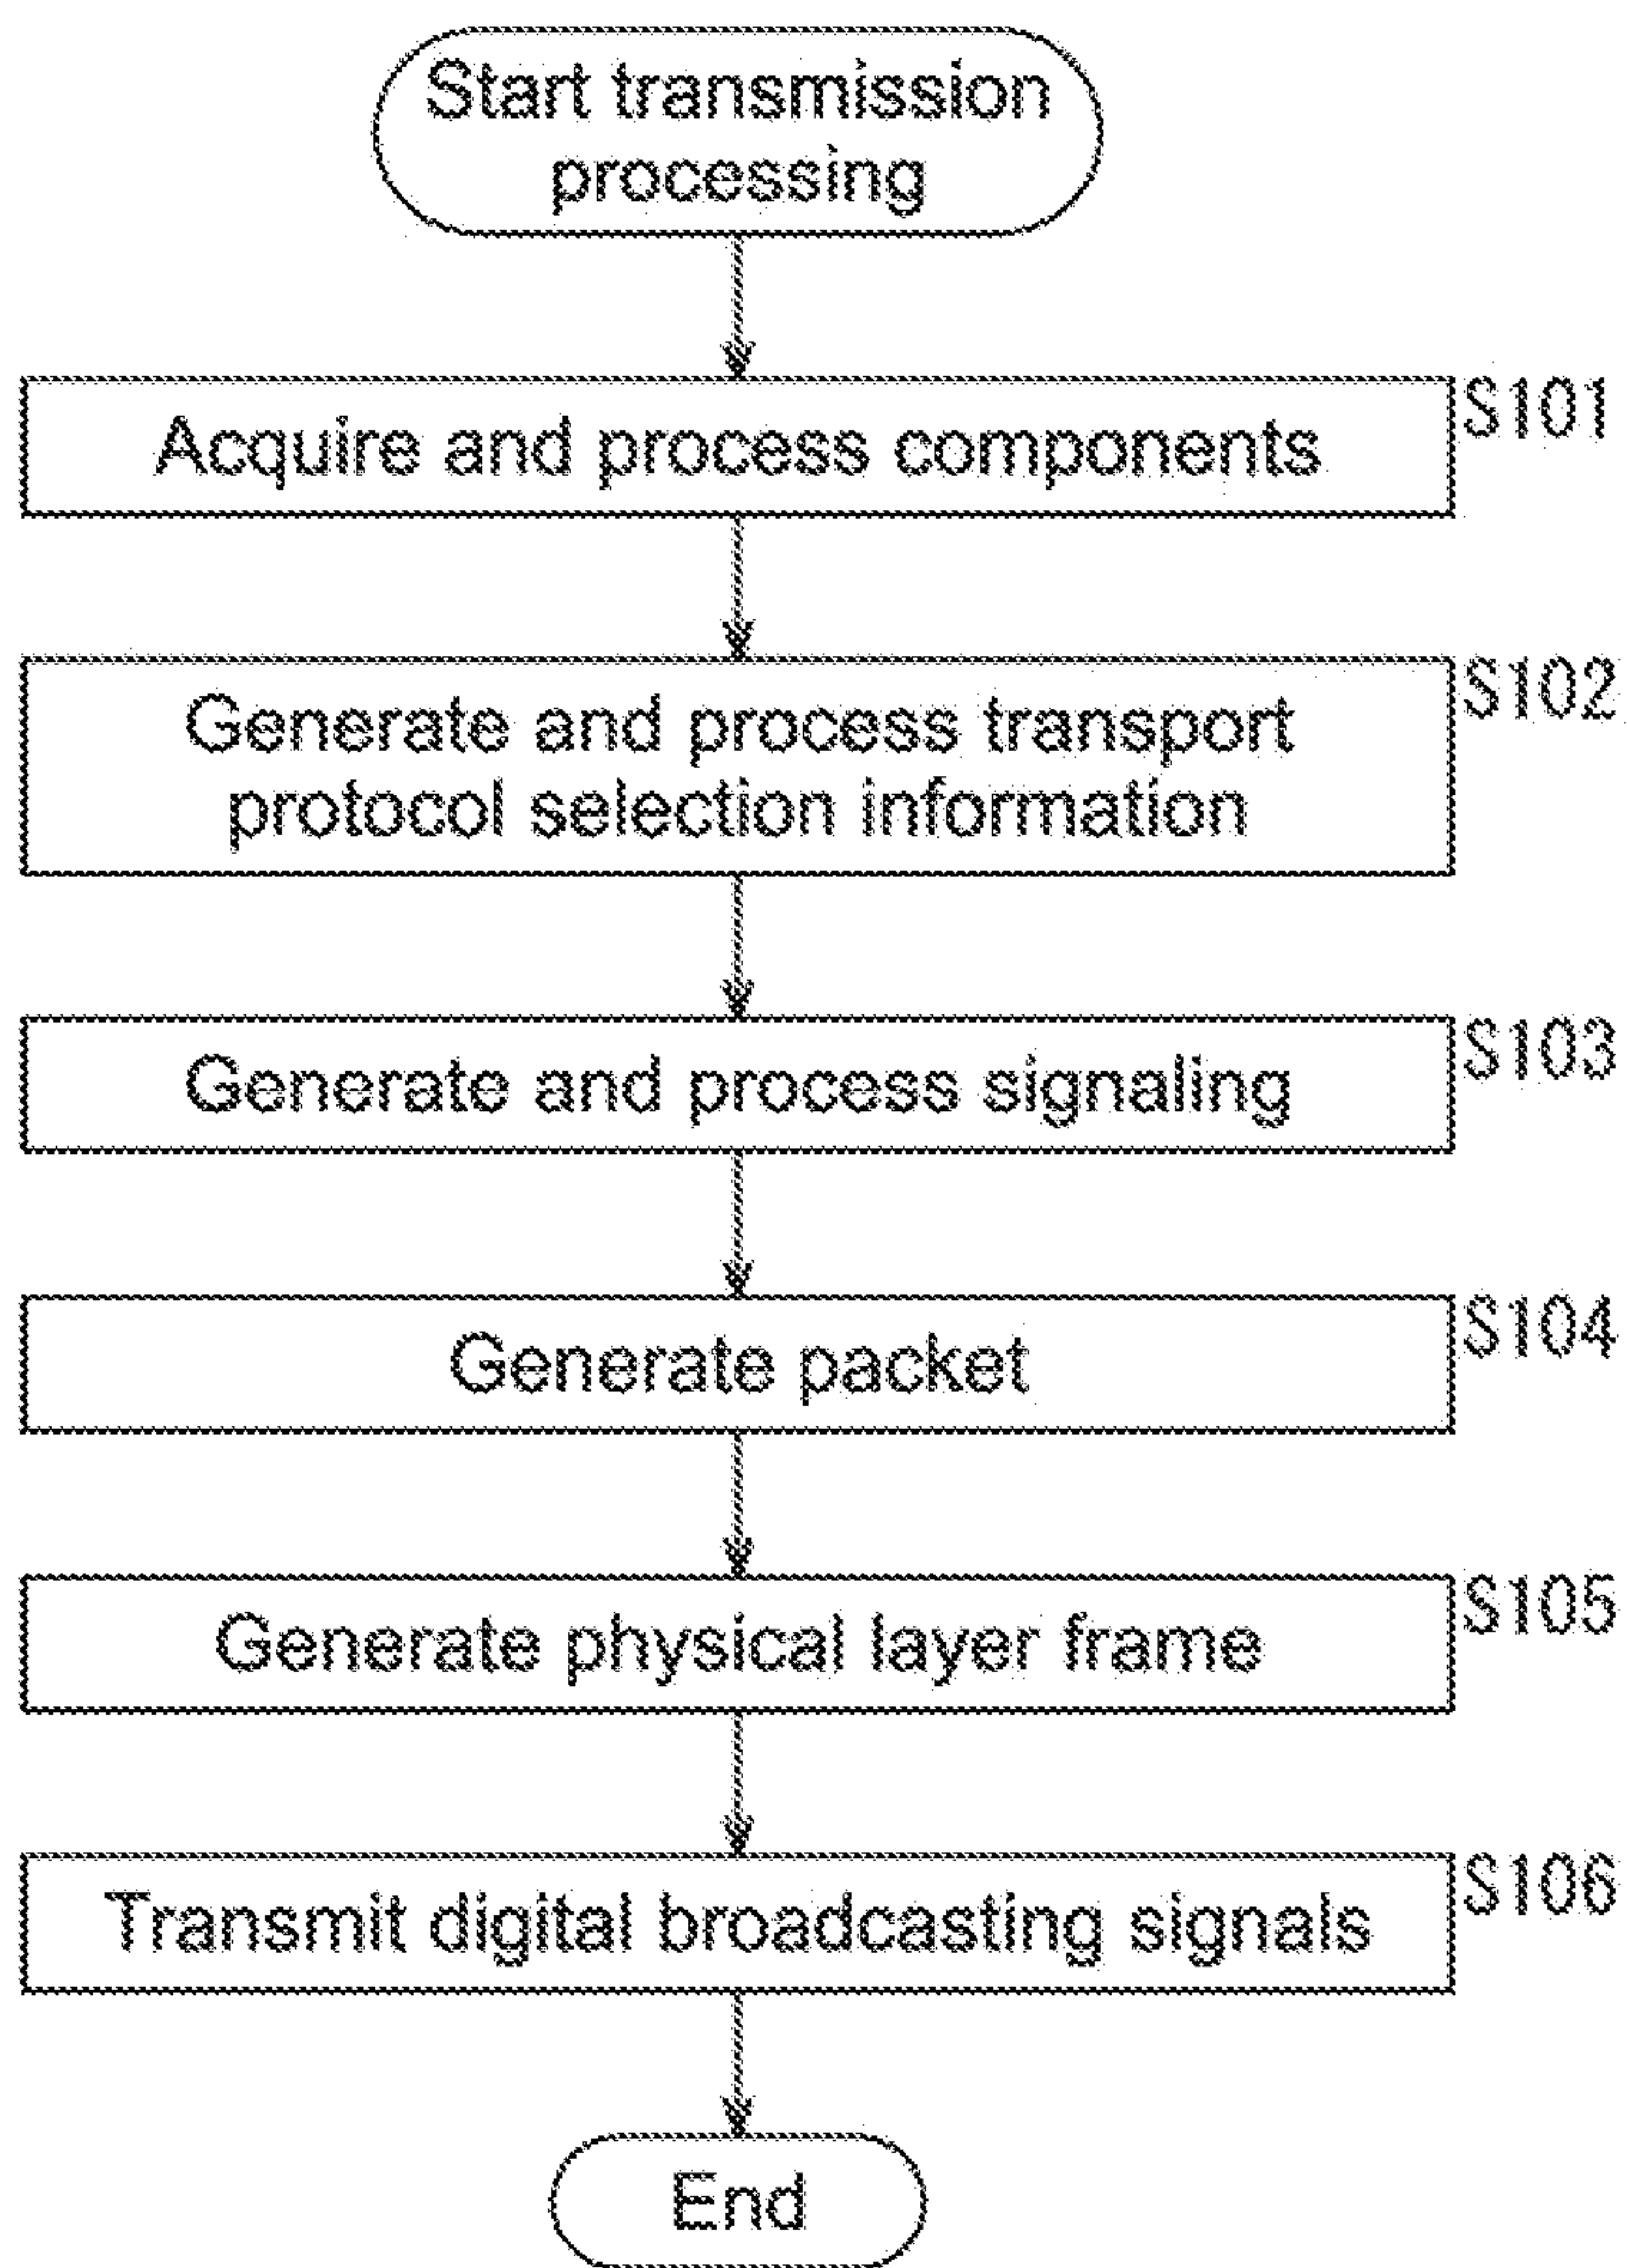 Start transmission
processing
Acquire and process components
S101
Generate and process transport
protocol selection information
S102
Generate and process signaling
S103
Generate packet
S104
Generate physical layer frame
S105
Transmit digital broadcasting signals
S106
End